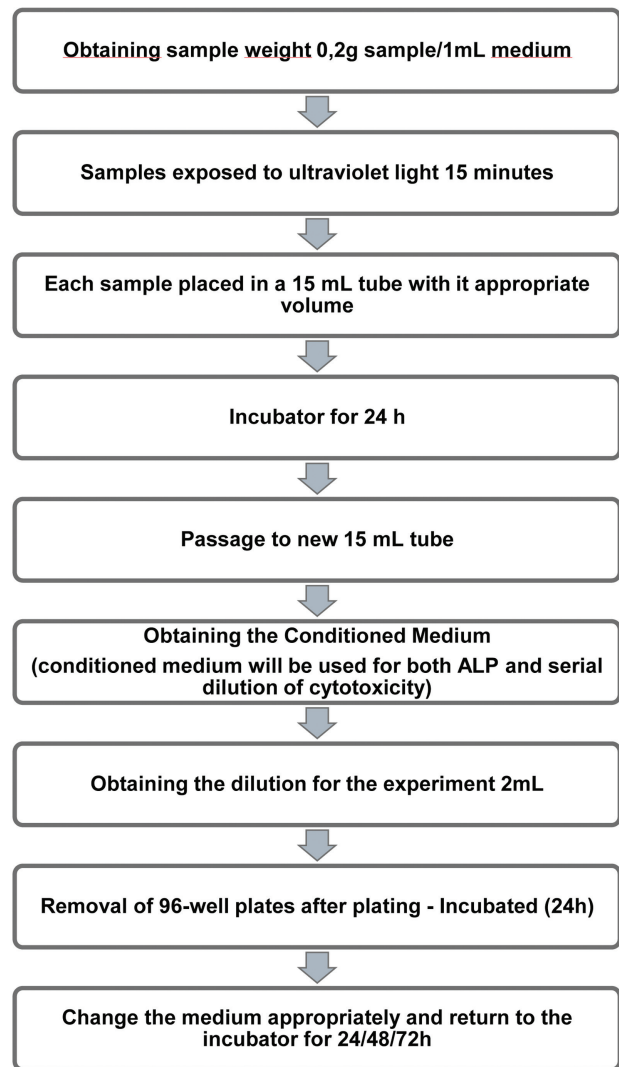 Obtaining sample weight 0,2g sample/1mL medium
Samples exposed to ultraviolet light 15 minutes
Each sample placed in a 15 mL tube with it appropriate
volume
Incubator for 24 h
Passage to new 15 mL tube
Obtaining the Conditioned Medium
(conditioned medium will be used for both ALP and serial
dilution of cytotoxicity)
Obtaining the dilution for the experiment 2mL
Removal of 96-well plates after plating - Incubated (24h)
Change the medium appropriately and return to the
incubator for 24/48/72h